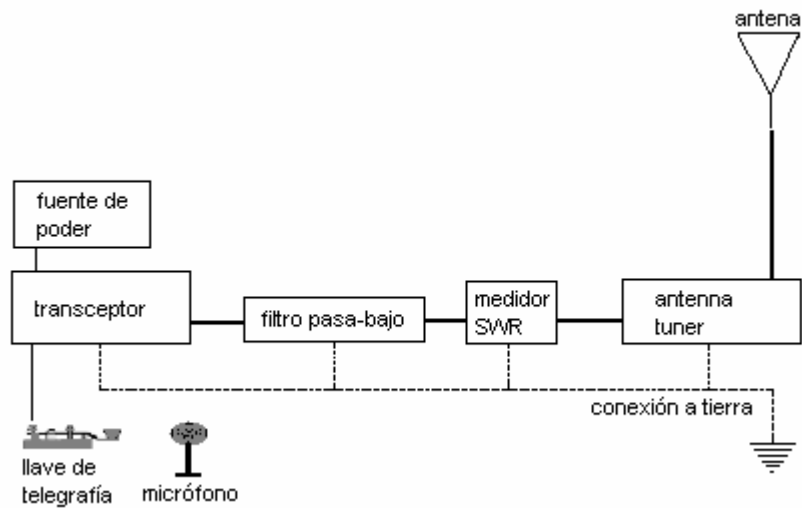 antena
fuente de
poder
transceptor
filtro pasa-bajo
medidor
SWR
antenna
tuner
conexión a tierra
llave de
telegrafía
micrófono